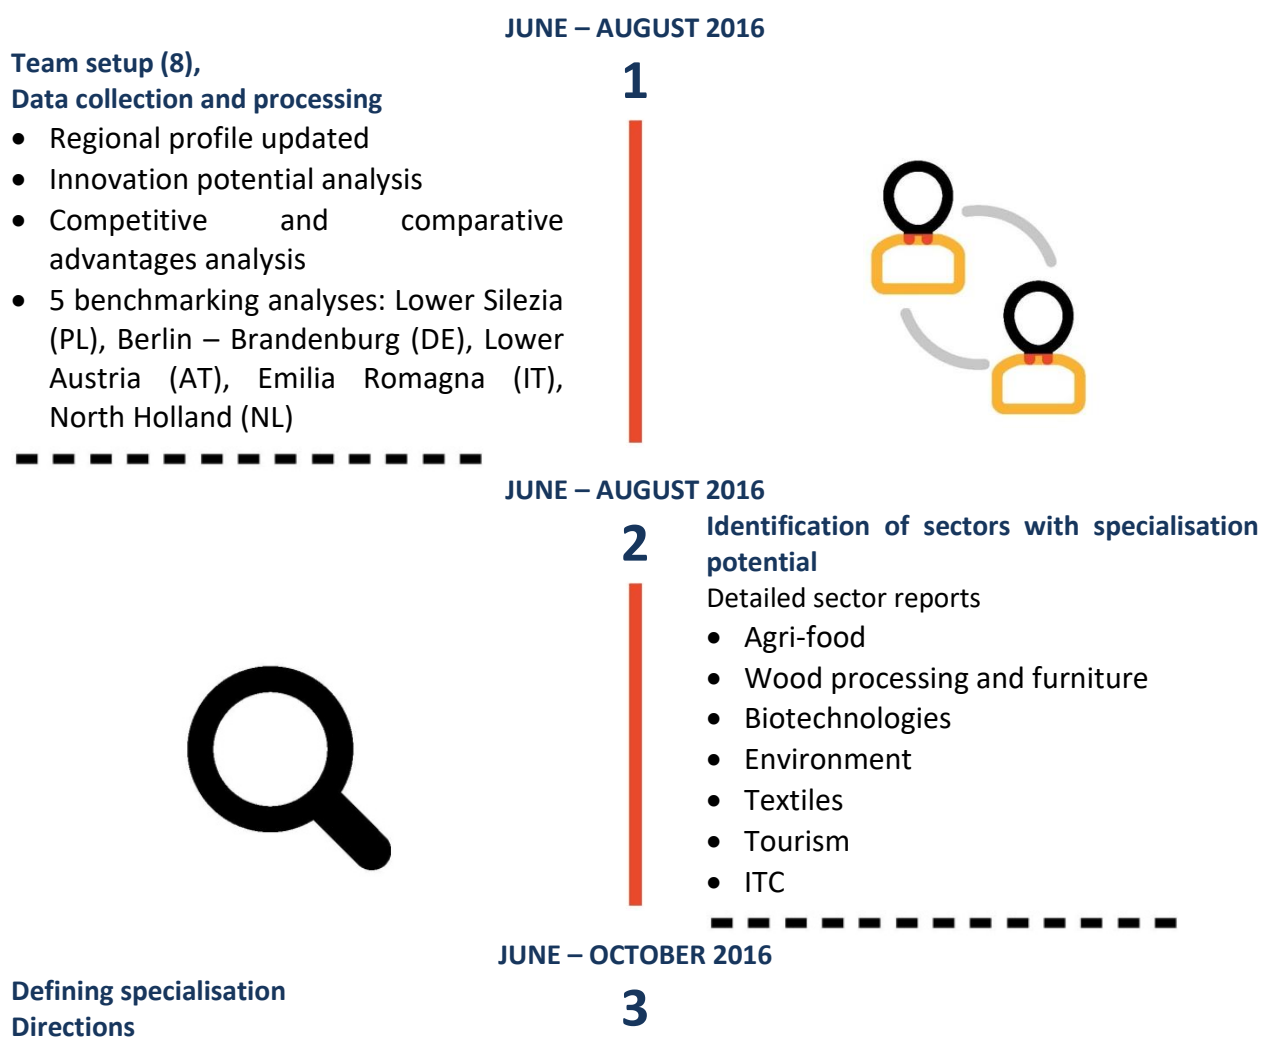 JUNE – AUGUST 2016
Team setup (8),
Data collection and processing
1
• Regional profile updated
• Innovation potential analysis
• Competitive and comparative
advantages analysis
• 5 benchmarking analyses: Lower Silezia
(PL), Berlin – Brandenburg (DE), Lower
Austria (AT), Emilia Romagna (IT),
North Holland (NL)
JUNE – AUGUST 2016
2
Identification of sectors with specialisation
potential
Detailed sector reports
• Agri-food
• Wood processing and furniture
• Biotechnologies
• Environment
• Textiles
• Tourism
• ITC
JUNE – OCTOBER 2016
Defining specialisation
Directions
3